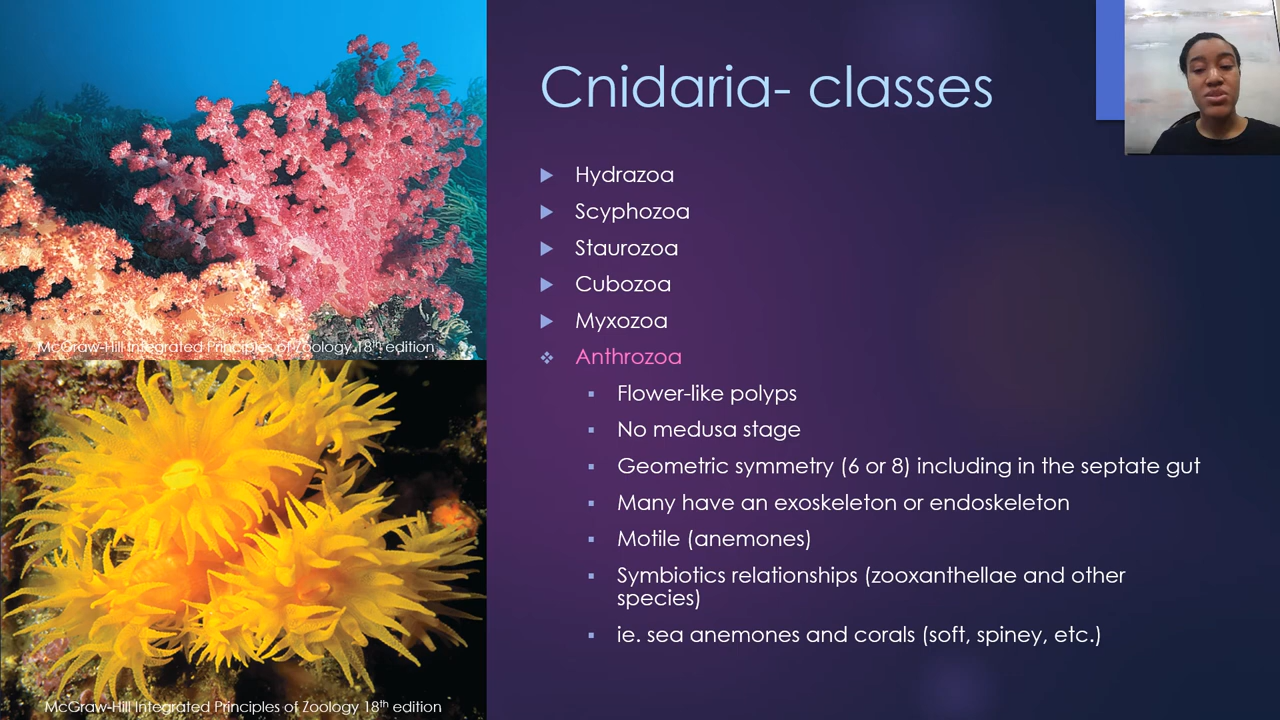 Cnidaria- classes
Hydrazoa
Scyphozoa
Staurozoa
Cubozoa
Myxozoa
Anthrozoa
Flower-like polyps
No medusa stage
Geometric symmetry (6 or 8) including in the septate gut
Many have an exoskeleton or endoskeleton
Motile (anemones)
Symbiotics relationships (zooxanthellae and other
species)
ie. sea anemones and corals (soft, spiney, etc.)
McGraw-Hill Integrated Principles of Zoology 18th edition
McGraw-Hill Integrated Principles of Zoology 18th edition